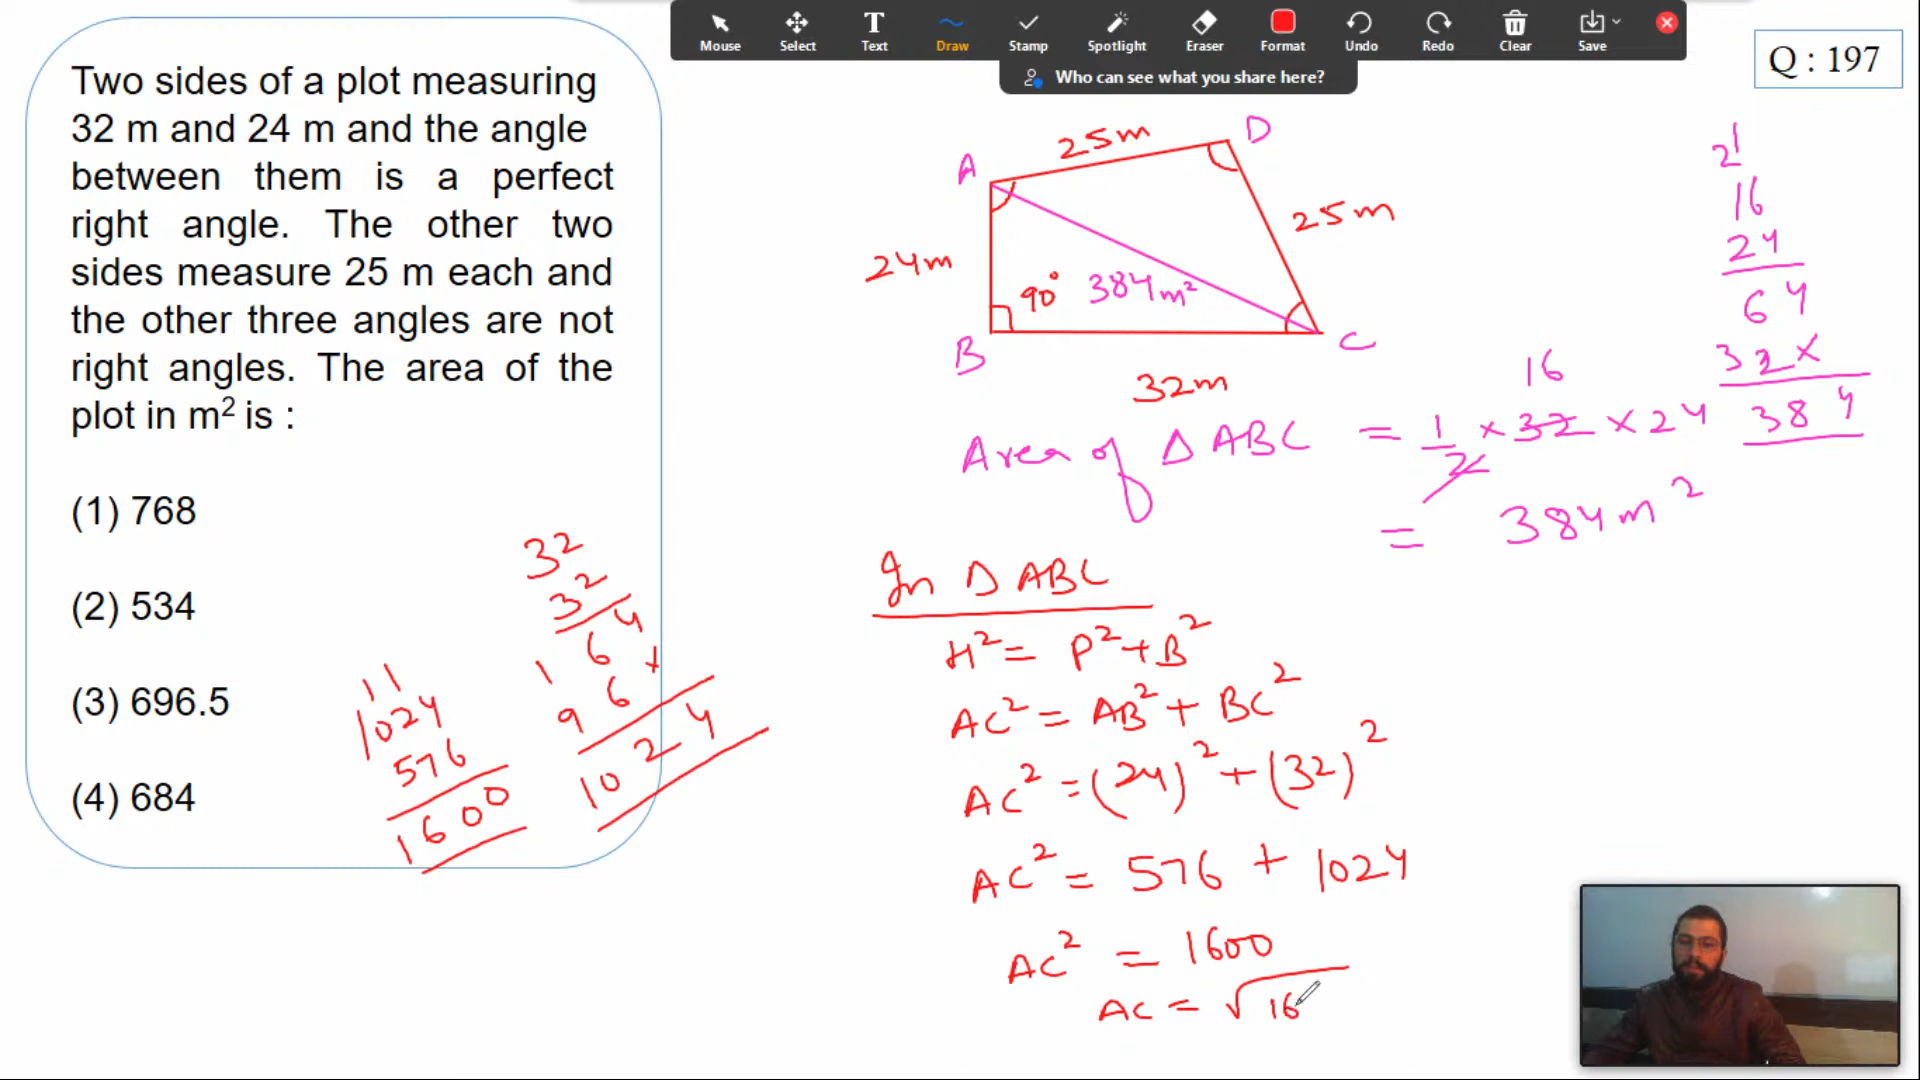 Mouse Select Text Draw Stamp Spotlight Eraser Format Undo Redo Clear Save
Who can see what you share here?
Q : 197
Two sides of a plot measuring
32 m and 24 m and the angle
between them is a perfect
right angle. The other two
sides measure 25 m each and
the other three angles are not
right angles. The area of the
plot in m² is :
(1) 768
(2) 534
(3) 696.5
(4) 684
32
32
64
1
96×
1024
11
1024
576
1600
A
25m
D
25m
24m
90° 384m²
B
C
32m
21
16
24
64
32×
384
16
Area of Δ ABC = 1/2 × 32 × 24
= 384m²
In Δ ABC
H² = P² + B²
AC² = AB² + BC²
AC² = (24)² + (32)²
AC² = 576 + 1024
AC² = 1600
AC = √16